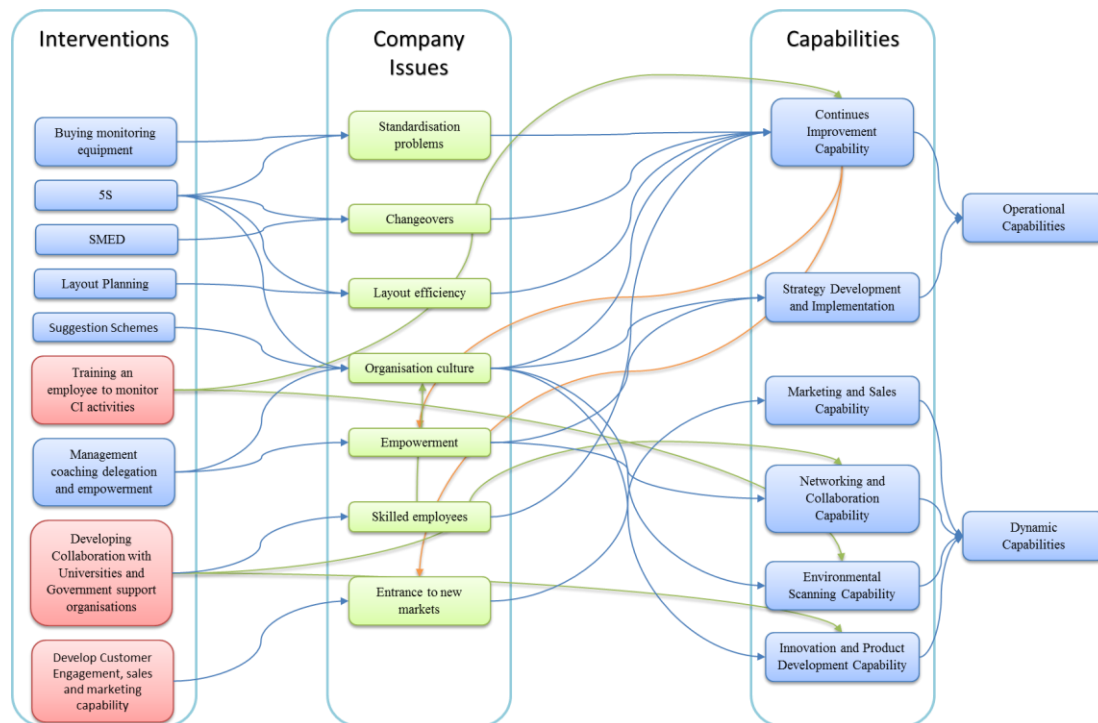 Interventions
Buying monitoring
equipment
5S
SMED
Layout Planning
Suggestion Schemes
Training an
employee to monitor
CI activities
Management
coaching delegation
and empowerment
Developing
Collaboration with
Universities and
Government support
organisations
Develop Customer
Engagement, sales
and marketing
capability
Company
Issues
Standardisation
problems
Changeovers
Layout efficiency
Organisation culture
Empowerment
Skilled employees
Entrance to new
markets
Capabilities
Continues
Improvement
Capability
Strategy Development
and Implementation
Marketing and Sales
Capability
Networking and
Collaboration
Capability
Environmental
Scanning Capability
Innovation and Product
Development Capability
Operational
Capabilities
Dynamic
Capabilities